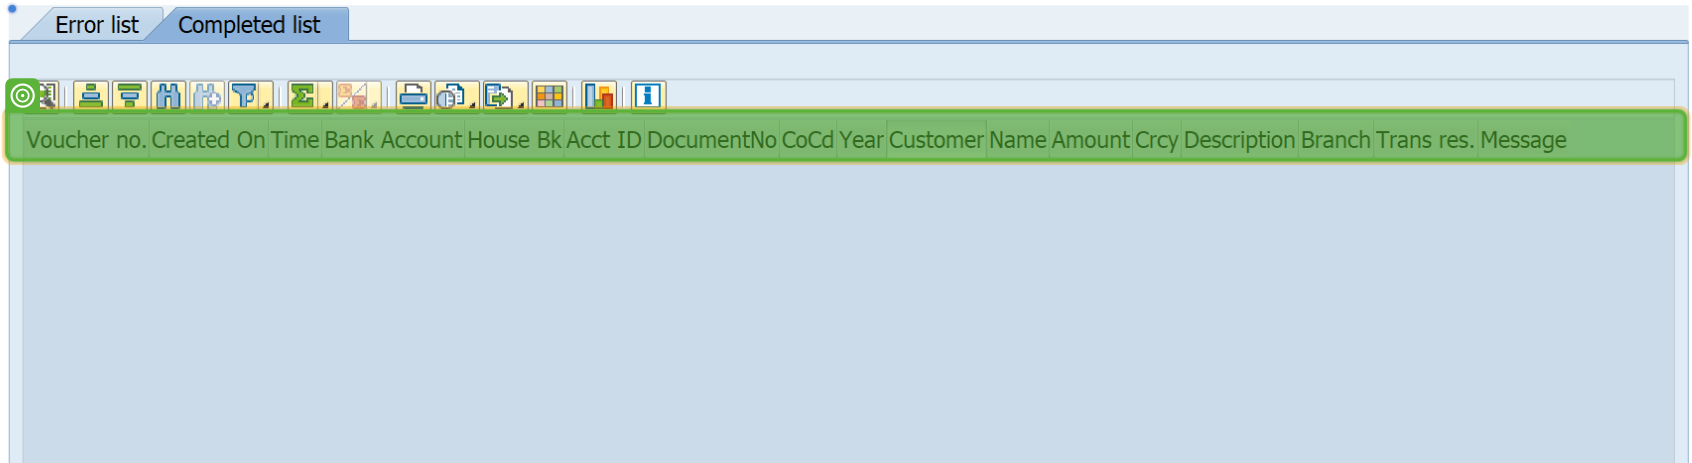 Error list Completed list
Voucher no. Created On Time Bank Account House Bk Acct ID DocumentNo CoCd Year Customer Name Amount Crcy Description Branch Trans res. Message